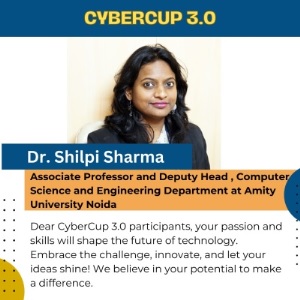 CYBERCUP 3.0
Dr. Shilpi Sharma
Associate Professor and Deputy Head , Computer
Science and Engineering Department at Amity
University Noida
Dear CyberCup 3.0 participants, your passion and
skills will shape the future of technology.
Embrace the challenge, innovate, and let your
ideas shine! We believe in your potential to make
a difference.